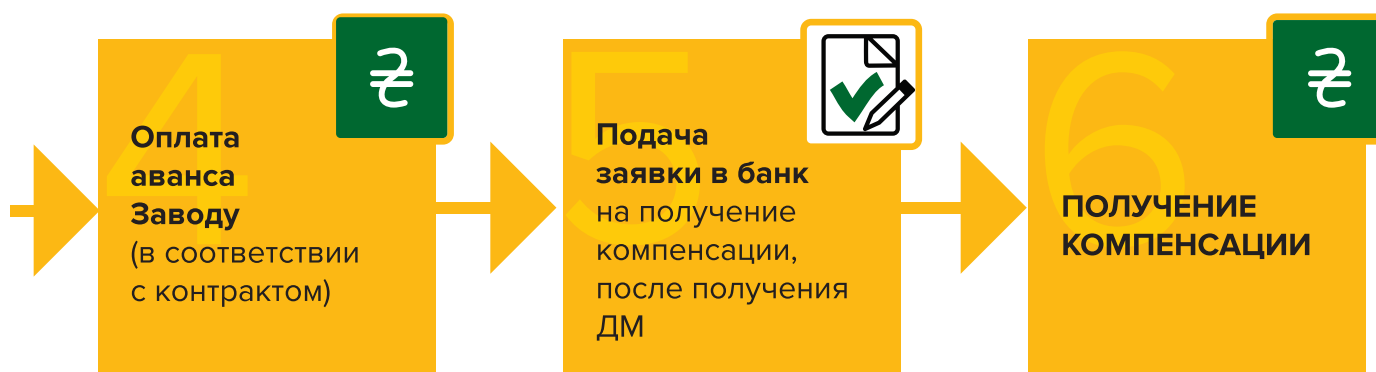 4
₴
Оплата
аванса
Заводу
(в соответствии
с контрактом)
5
Подача
заявки в банк
на получение
компенсации,
после получения
ДМ
6
₴
ПОЛУЧЕНИЕ
КОМПЕНСАЦИИ